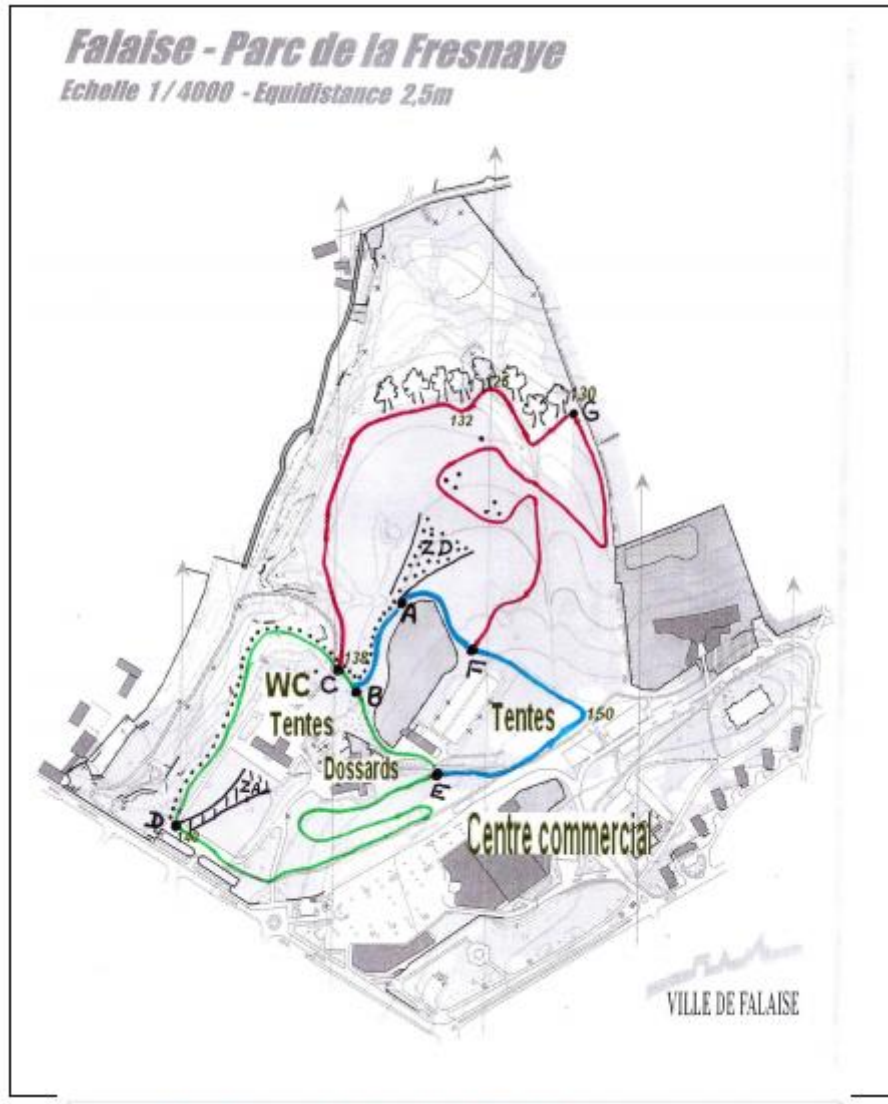 Falaise - Parc de la Fresnaye
Echelle 1 / 4000 - Equidistance 2,5m
126
130
G
132
ZD
A
138
C
B
F
WC
Tentes
Tentes
150
Dossards
E
ZA
D
Centre commercial
VILLE DE FALAISE